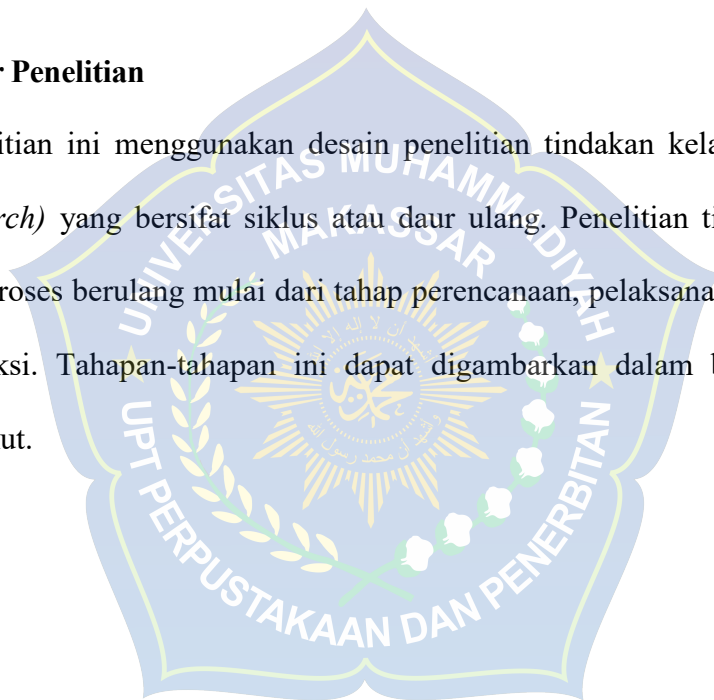 r Penelitian
itian ini menggunakan desain penelitian tindakan kela
rch) yang bersifat siklus atau daur ulang. Penelitian ti
roses berulang mulai dari tahap perencanaan, pelaksana
ksi. Tahapan-tahapan ini dapat digambarkan dalam b
ut.
UNIVERSITAS MUHAMMADIYAH
MAKASSAR
UPT PERPUSTAKAAN DAN PENERBITAN